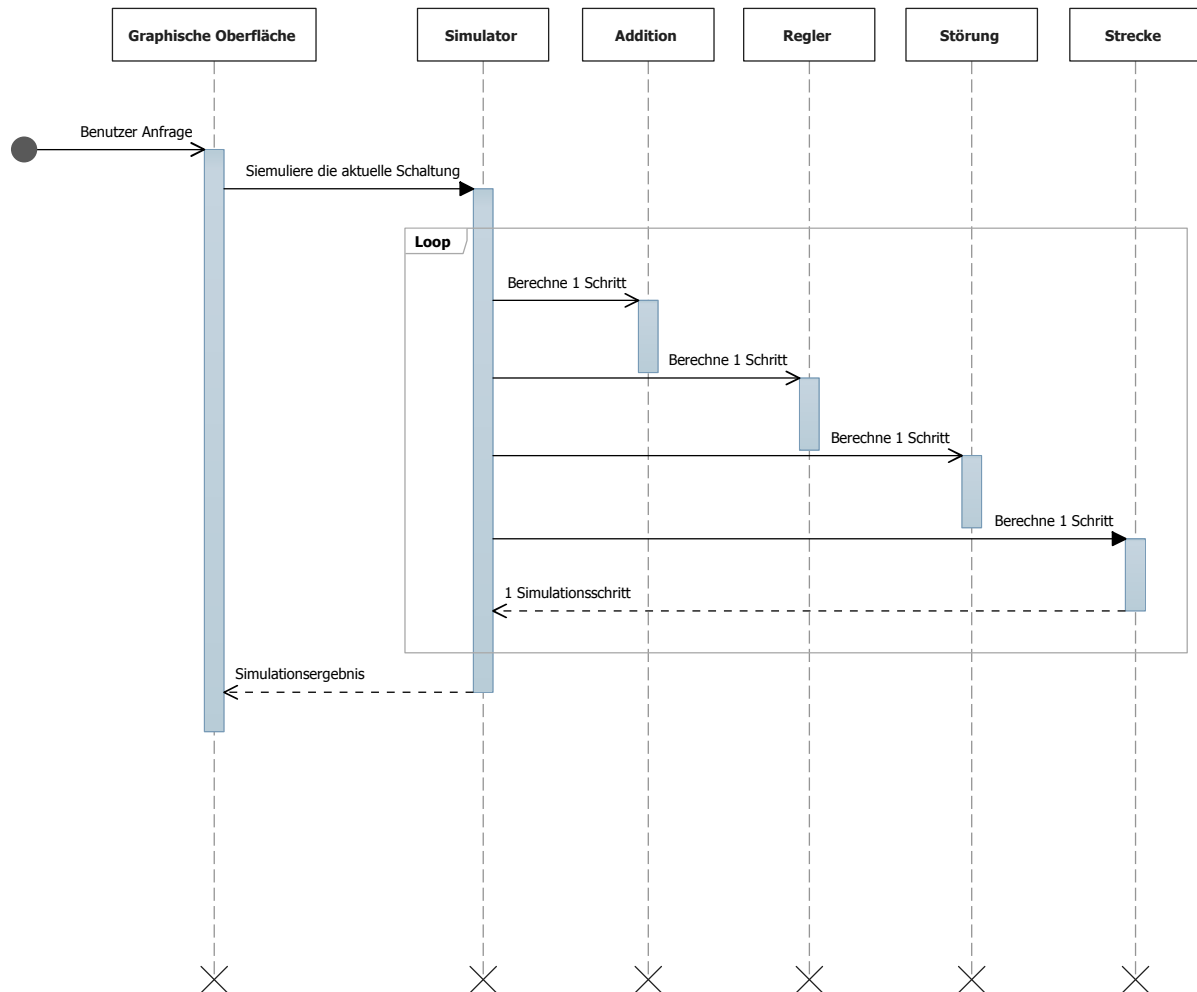 Graphische Oberfläche
Simulator
Addition
Regler
Störung
Strecke
Benutzer Anfrage
Siemuliere die aktuelle Schaltung
Loop
Berechne 1 Schritt
Berechne 1 Schritt
Berechne 1 Schritt
Berechne 1 Schritt
1 Simulationsschritt
Simulationsergebnis